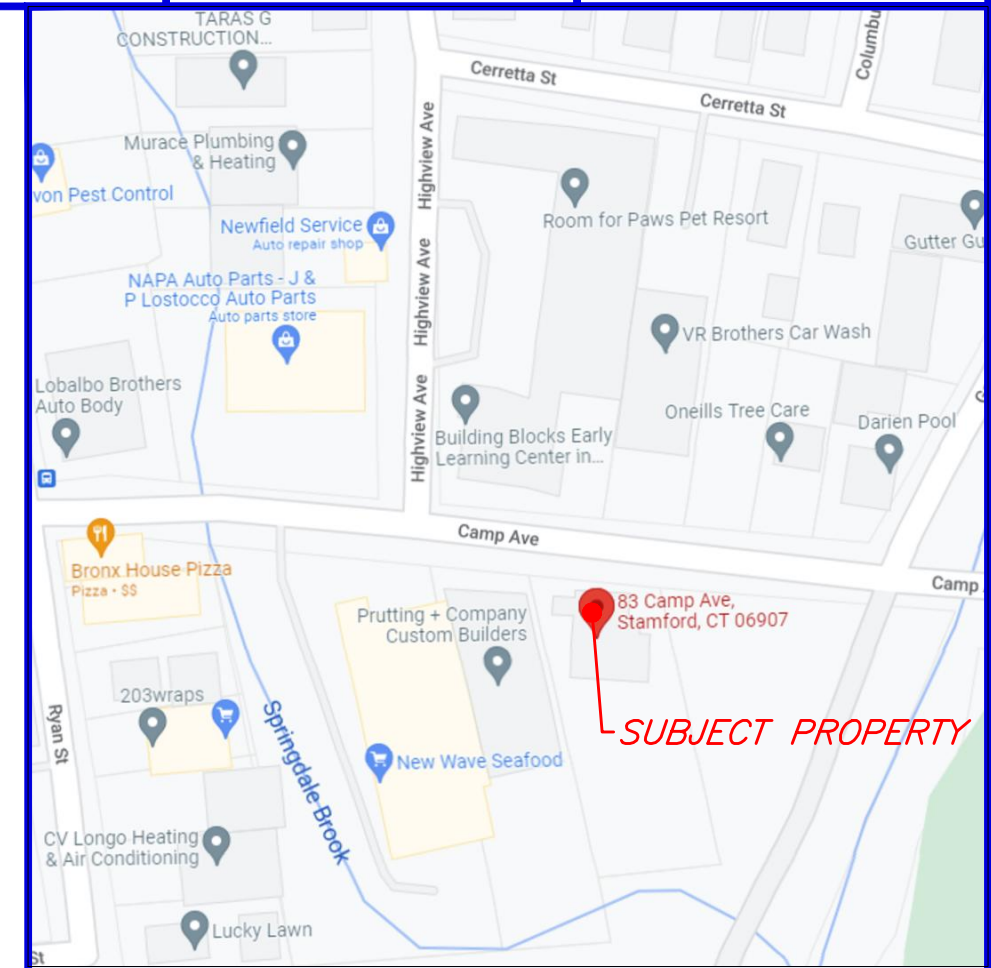 TARAS G
CONSTRUCTION...
Cerretta St
Cerretta St
Murace Plumbing
& Heating
von Pest Control
Highview Ave
Room for Paws Pet Resort
Newfield Service
Auto repair shop
Gutter Gu
Highview Ave
NAPA Auto Parts - J &
P Lostocco Auto Parts
Auto parts store
VR Brothers Car Wash
Lobalbo Brothers
Auto Body
Highview Ave
Oneills Tree Care
Darien Pool
Building Blocks Early
Learning Center in...
Camp Ave
Bronx House Pizza
Pizza • $$
Camp
83 Camp Ave,
Stamford, CT 06907
Prutting + Company
Custom Builders
203wraps
Ryan St
Springdale Brook
SUBJECT PROPERTY
New Wave Seafood
CV Longo Heating
& Air Conditioning
Lucky Lawn
St